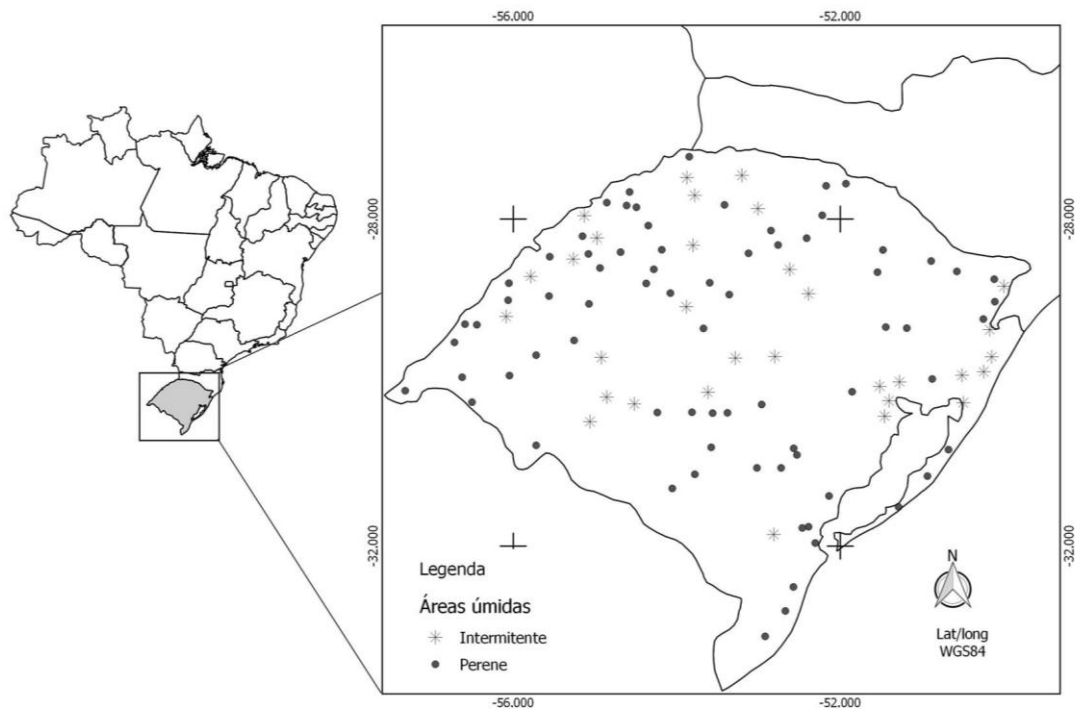 -56.000
-52.000
-28.000
-28.000
-32.000
-32.000
Legenda
Áreas úmidas
Intermitente
Perene
N
Lat/long
WGS84
-56.000
-52.000